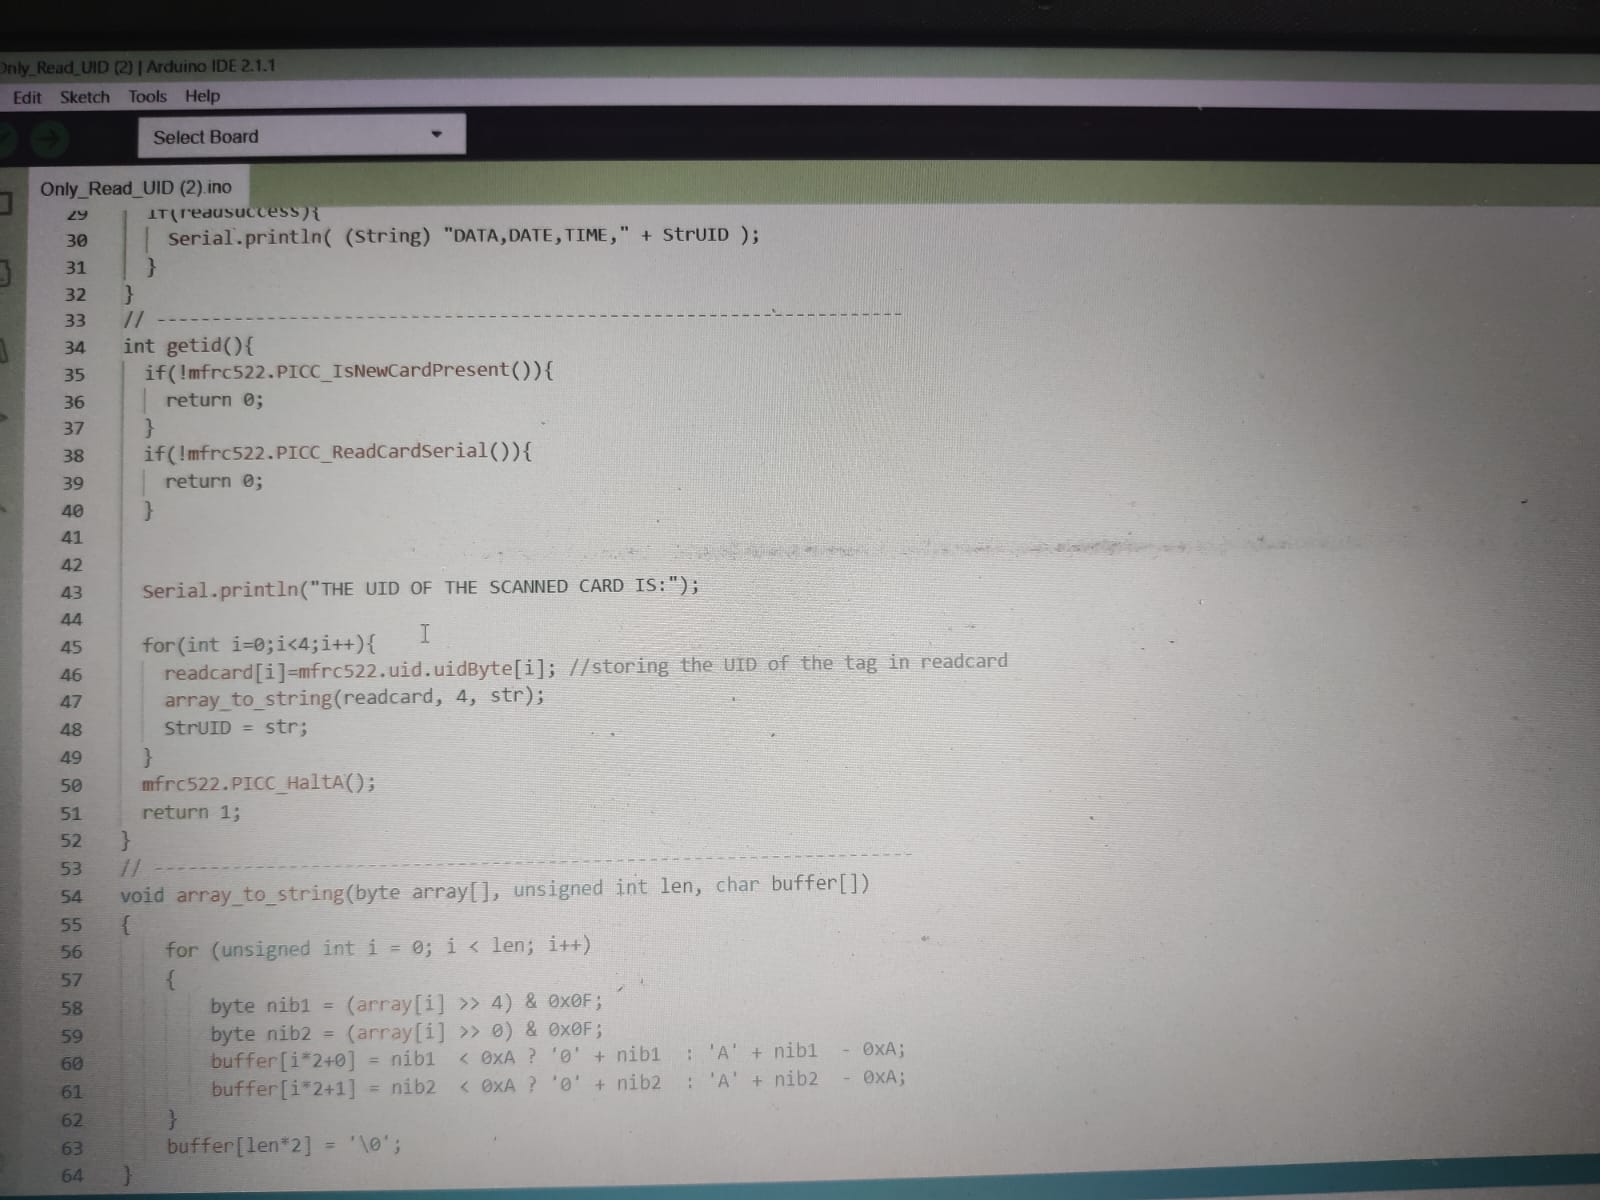 Only_Read_UID (2) | Arduino IDE 2.1.1
Edit Sketch Tools Help
Select Board
Only_Read_UID (2).ino
29 if(readsuccess){
30 Serial.println( (String) "DATA,DATE,TIME," + StrUID );
31 }
32 }
33 // --------------------------------------------------------------------
34 int getid(){
35 if(!mfrc522.PICC_IsNewCardPresent()){
36 return 0;
37 }
38 if(!mfrc522.PICC_ReadCardSerial()){
39 return 0;
40 }
41
42
43 Serial.println("THE UID OF THE SCANNED CARD IS:");
44
45 for(int i=0;i<4;i++){
46 readcard[i]=mfrc522.uid.uidByte[i]; //storing the UID of the tag in readcard
47 array_to_string(readcard, 4, str);
48 StrUID = str;
49 }
50 mfrc522.PICC_HaltA();
51 return 1;
52 }
53 // --------------------------------------------------------------------
54 void array_to_string(byte array[], unsigned int len, char buffer[])
55 {
56 for (unsigned int i = 0; i < len; i++)
57 {
58 byte nib1 = (array[i] >> 4) & 0x0F;
59 byte nib2 = (array[i] >> 0) & 0x0F;
60 buffer[i*2+0] = nib1 < 0xA ? '0' + nib1 : 'A' + nib1 - 0xA;
61 buffer[i*2+1] = nib2 < 0xA ? '0' + nib2 : 'A' + nib2 - 0xA;
62 }
63 buffer[len*2] = '\0';
64 }